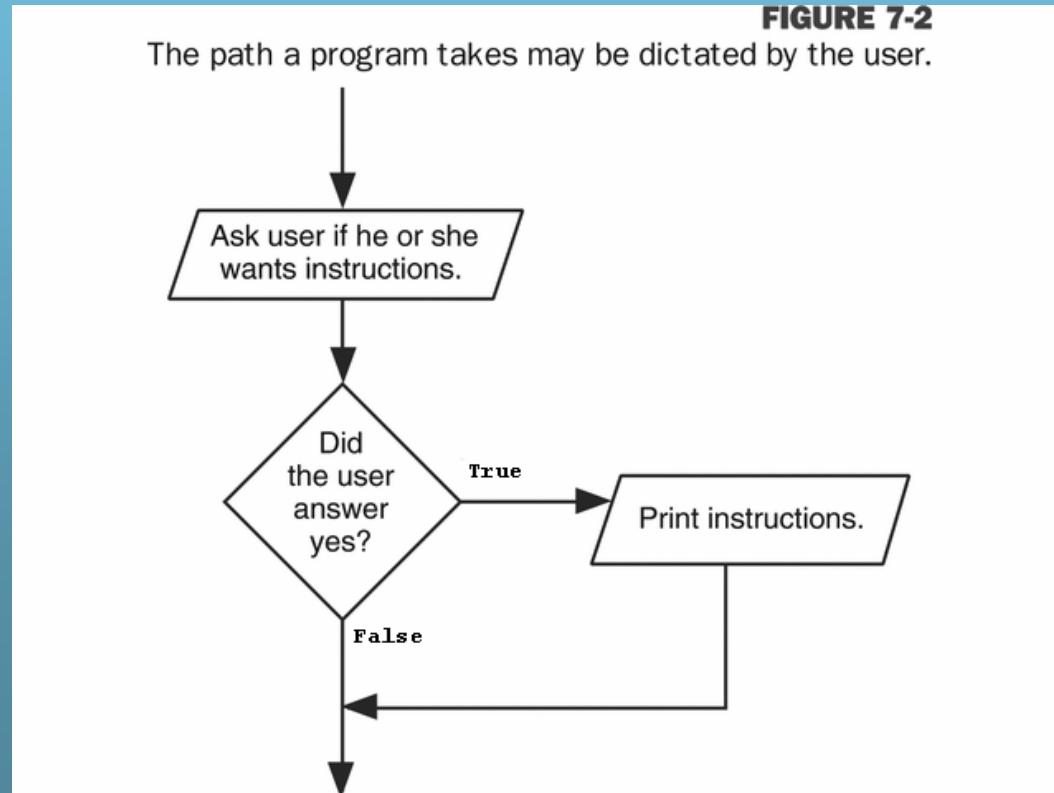 FIGURE 7-2
The path a program takes may be dictated by the user.
Ask user if he or she
wants instructions.
Did
the user
answer
yes?
True
Print instructions.
False